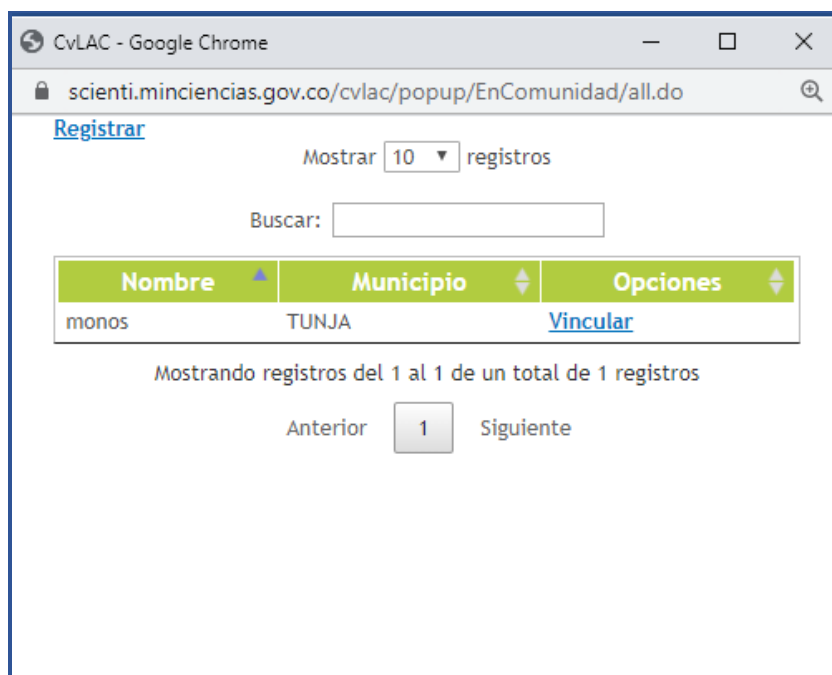 CvLAC - Google Chrome
scienti.minciencias.gov.co/cvlac/popup/EnComunidad/all.do
Registrar
Mostrar 10 registros
Buscar:
Nombre Municipio Opciones
monos TUNJA Vincular
Mostrando registros del 1 al 1 de un total de 1 registros
Anterior 1 Siguiente